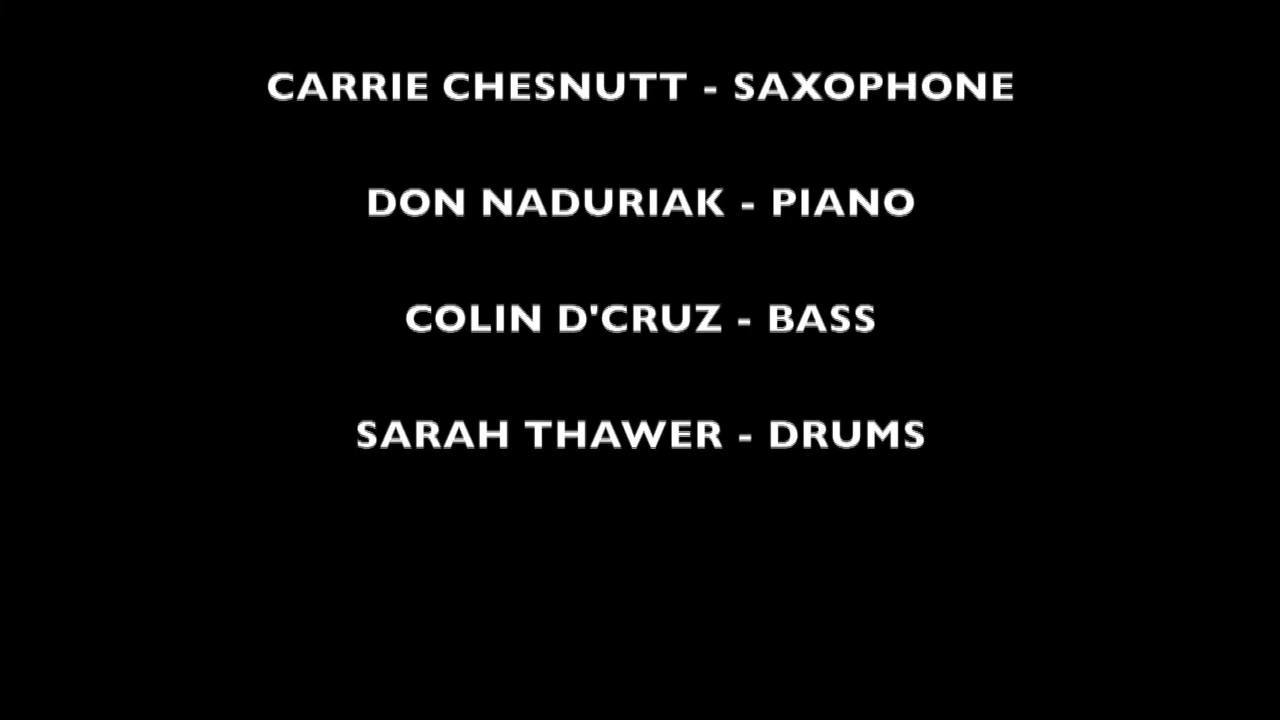 CARRIE CHESNUTT - SAXOPHONE
DON NADURIAK - PIANO
COLIN D'CRUZ - BASS
SARAH THAWER - DRUMS